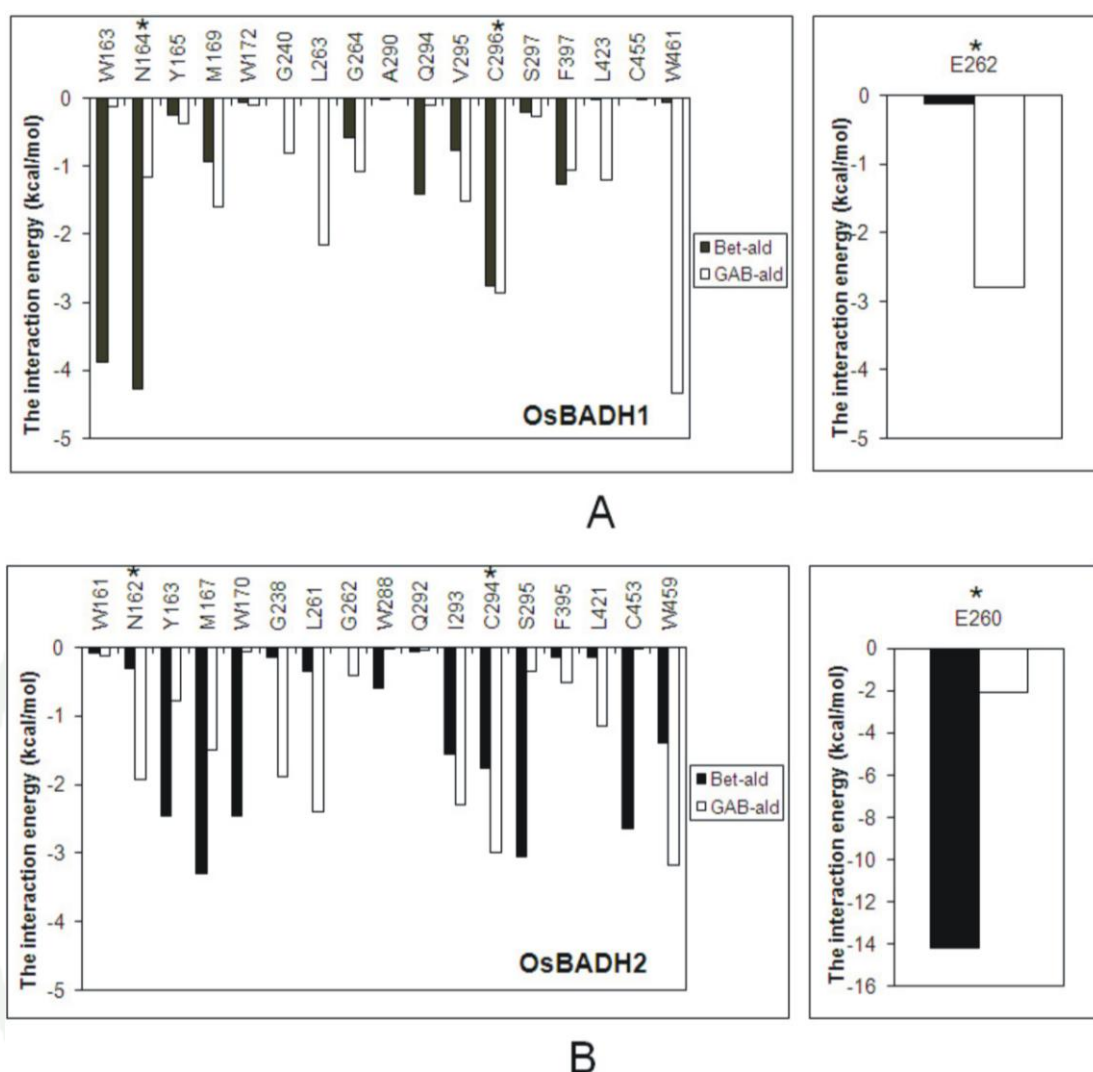 W163 N164* Y165 M169 W172 G240 L263 G264 A290 Q294 V295 C296* S297 F397 L423 C455 W461
The interaction energy (kcal/mol)
0
-1
-2
-3
-4
-5
Bet-ald
GAB-ald
OsBADH1
*
E262
The interaction energy (kcal/mol)
0
-1
-2
-3
-4
-5
A
W161 N162* Y163 M167 W170 G238 L261 G262 W288 Q292 I293 C294* S295 F395 L421 C453 W459
The interaction energy (kcal/mol)
0
-1
-2
-3
-4
-5
Bet-ald
GAB-ald
OsBADH2
*
E260
The interaction energy (kcal/mol)
0
-2
-4
-6
-8
-10
-12
-14
-16
B